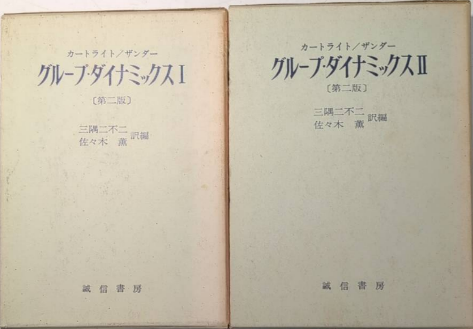 カートライト/ザンダー
グループ・ダイナミックスⅠ
〔第二版〕
三隅二不二
佐々木 薫 訳編
誠信書房
カートライト/ザンダー
グループ・ダイナミックスⅡ
〔第二版〕
三隅二不二
佐々木 薫 訳編
誠信書房